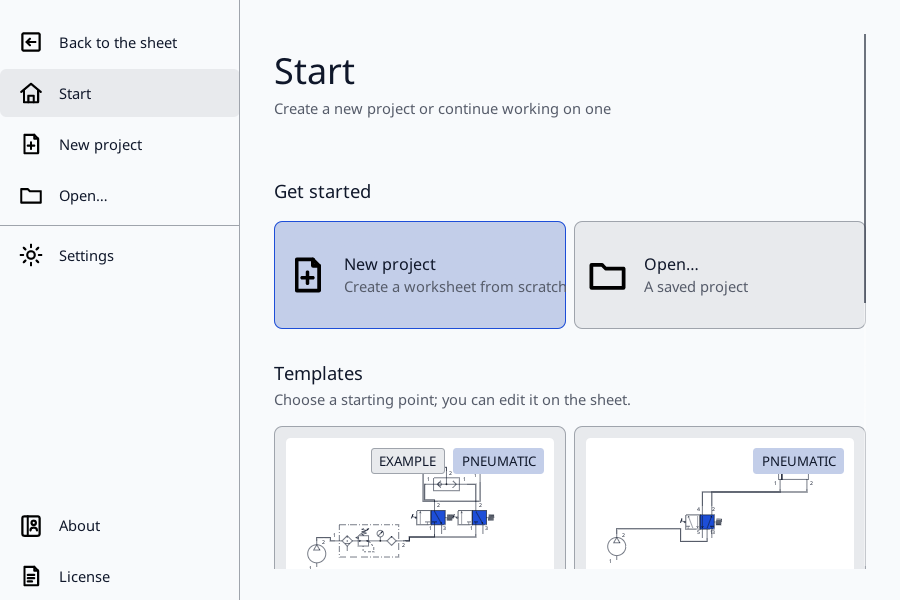 Back to the sheet
Start
New project
Open...
Settings
About
License
Start
Create a new project or continue working on one
Get started
New project
Create a worksheet from scratch
Open...
A saved project
Templates
Choose a starting point; you can edit it on the sheet.
EXAMPLE
PNEUMATIC
PNEUMATIC